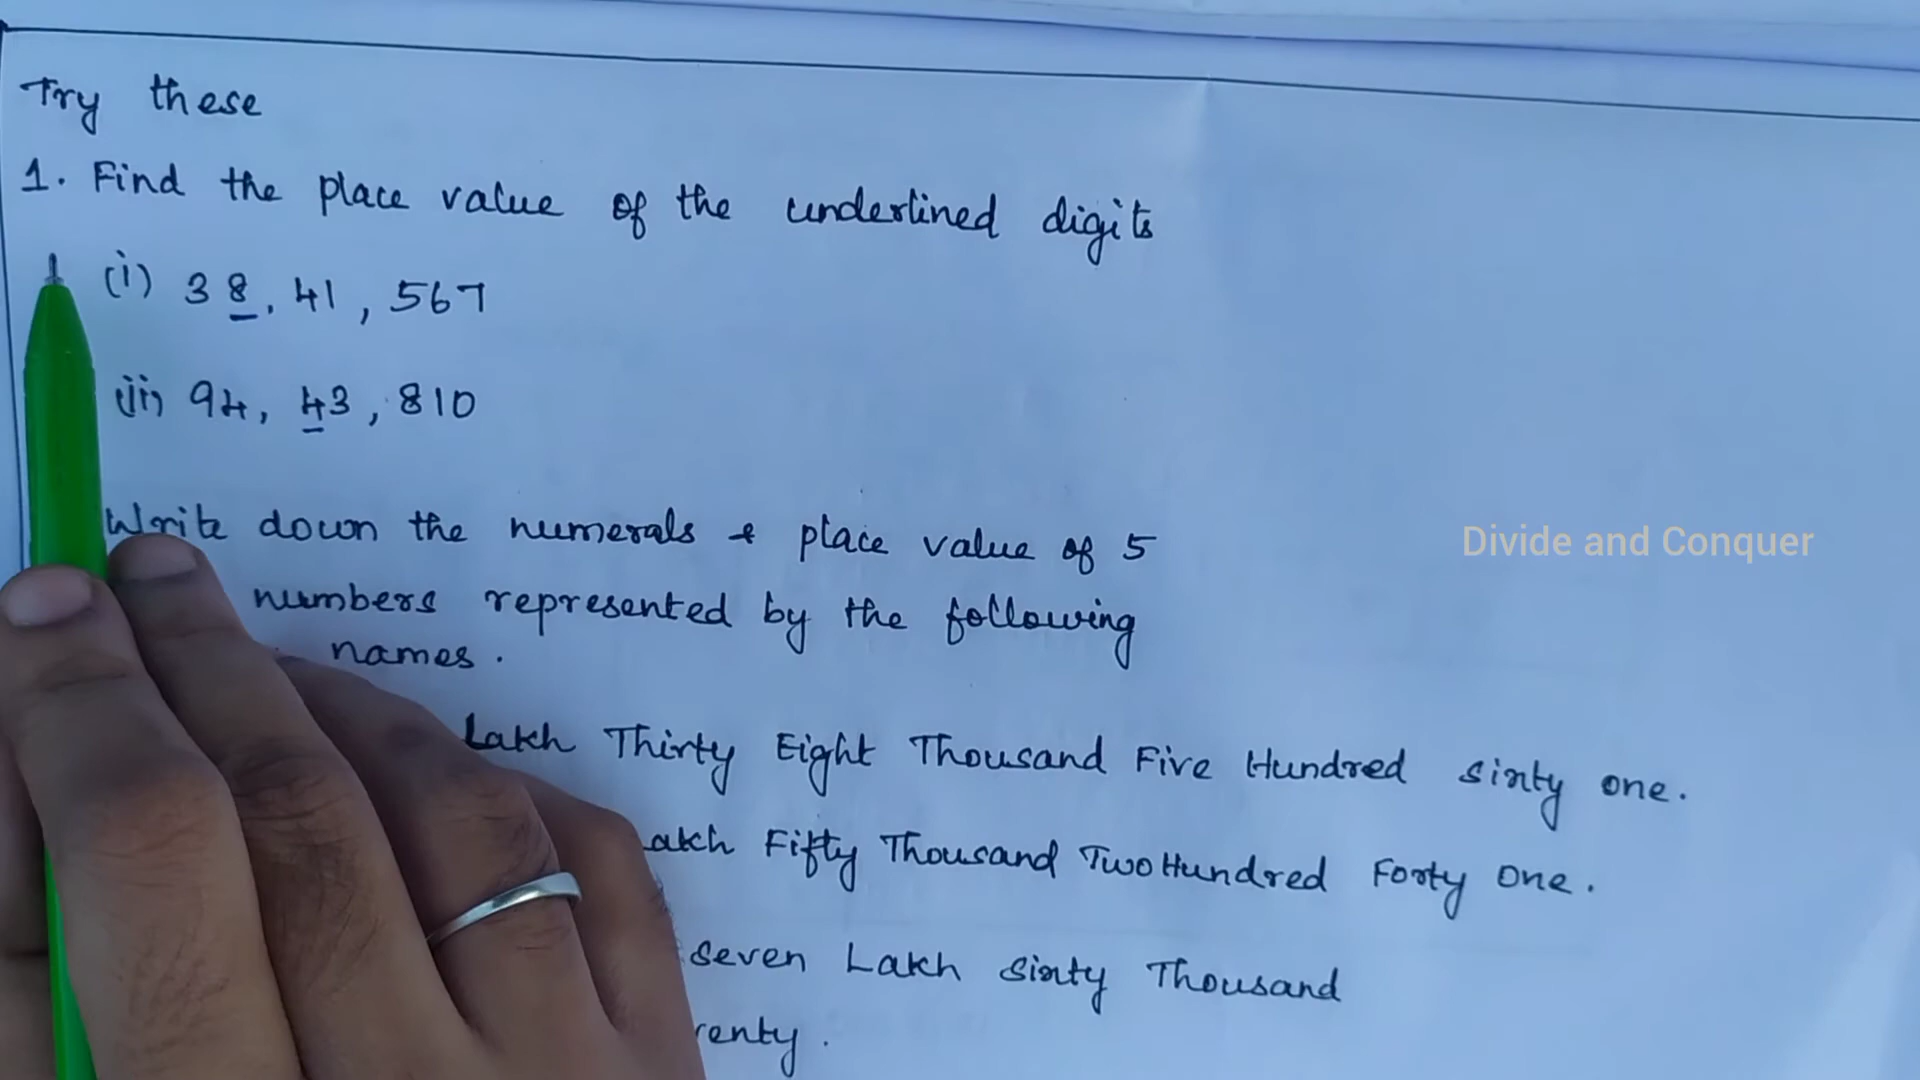 Try these
1. Find the place value of the underlined digits
(i) 38, 41, 567
(ii) 94, 43, 810
Write down the numerals & place value of 5
numbers represented by the following
names.
Lakh Thirty Eight Thousand Five Hundred sixty one.
Fifty Thousand Two Hundred Forty One.
seven Lakh sixty Thousand
Divide and Conquer